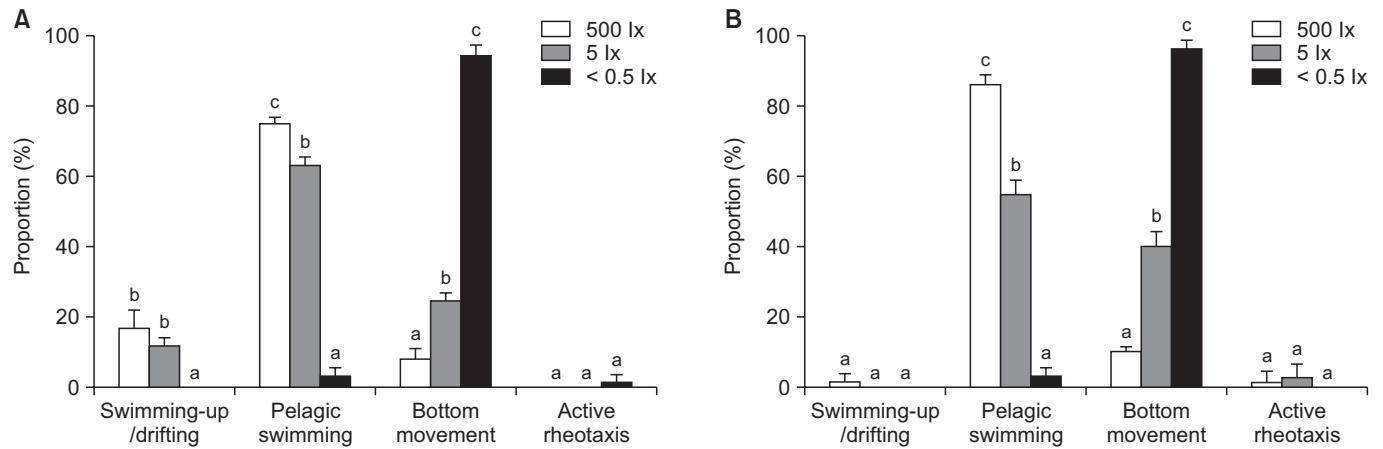 A
Proportion (%)
100
80
60
40
20
0
500 lx
5 lx
< 0.5 lx
b
b
a
c
b
a
a
b
c
a
a
a
Swimming-up
/drifting
Pelagic
swimming
Bottom
movement
Active
rheotaxis
B
Proportion (%)
100
80
60
40
20
0
500 lx
5 lx
< 0.5 lx
a
a
a
c
b
a
a
b
c
a
a
a
Swimming-up
/drifting
Pelagic
swimming
Bottom
movement
Active
rheotaxis